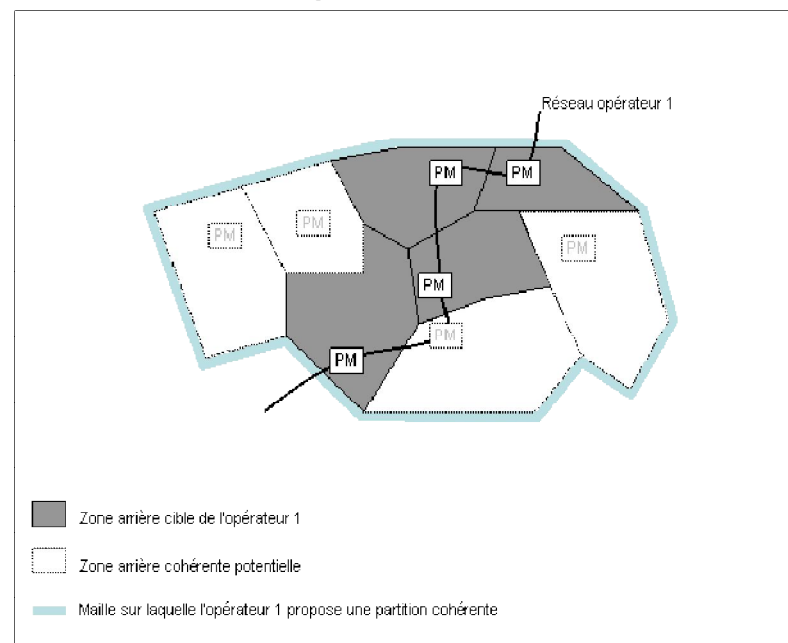 Réseau opérateur 1
PM
PM
PM
PM
PM
PM
PM
PM
Zone arrière cible de l'opérateur 1
Zone arrière cohérente potentielle
Maille sur laquelle l'opérateur 1 propose une partition cohérente